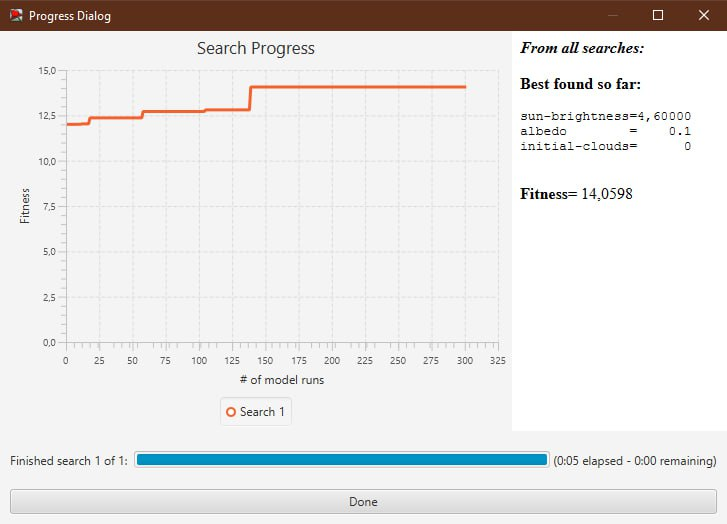 Progress Dialog
Search Progress
Fitness
15,0
12,5
10,0
7,5
5,0
2,5
0,0
0 25 50 75 100 125 150 175 200 225 250 275 300 325
# of model runs
Search 1
From all searches:
Best found so far:
sun-brightness=4,60000
albedo        =    0.1
initial-clouds=      0
Fitness= 14,0598
Finished search 1 of 1:
(0:05 elapsed - 0:00 remaining)
Done